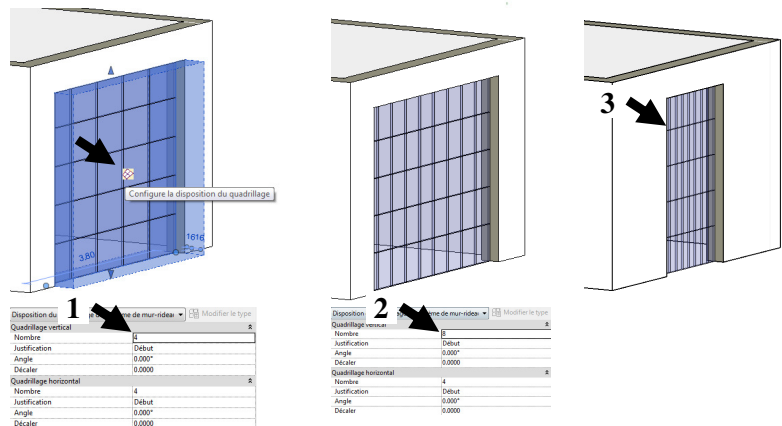 3
Configure la disposition du quadrillage
3.80
1616
1
Disposition du
me de mur-rideau
Modifier le type
Quadrillage vertical
Nombre 4
Justification Début
Angle 0.000°
Décaler 0.0000
Quadrillage horizontal
Nombre 4
Justification Début
Angle 0.000°
Décaler 0.0000
2
Disposition
me de mur-rideau
Modifier le type
Quadrillage vertical
Nombre 8
Justification Début
Angle 0.000°
Décaler 0.0000
Quadrillage horizontal
Nombre 4
Justification Début
Angle 0.000°
Décaler 0.0000